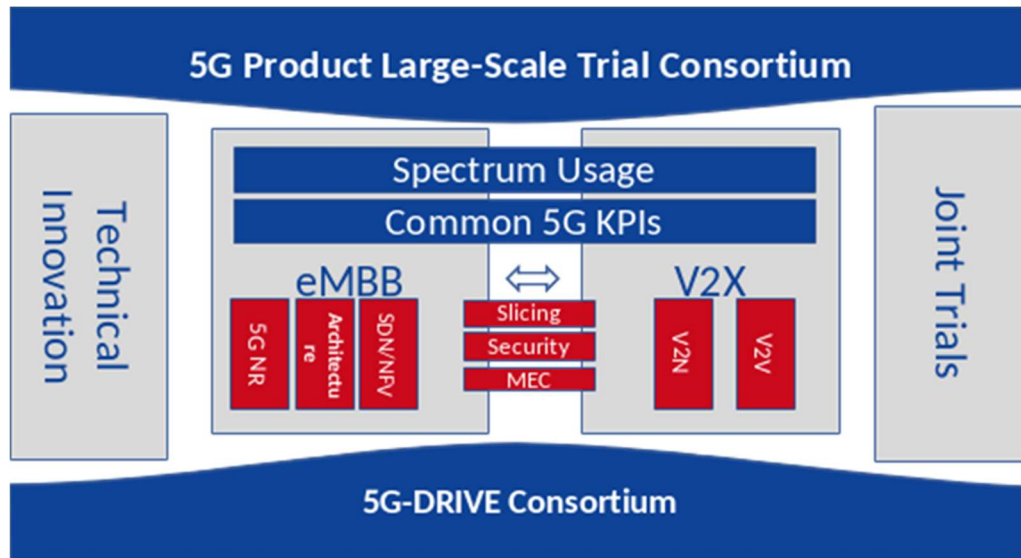 5G Product Large-Scale Trial Consortium
Technical
Innovation
Spectrum Usage
Common 5G KPIs
eMBB
V2X
5G NR
Architectu
re
SDN/NFV
Slicing
Security
MEC
V2N
V2V
Joint Trials
5G-DRIVE Consortium